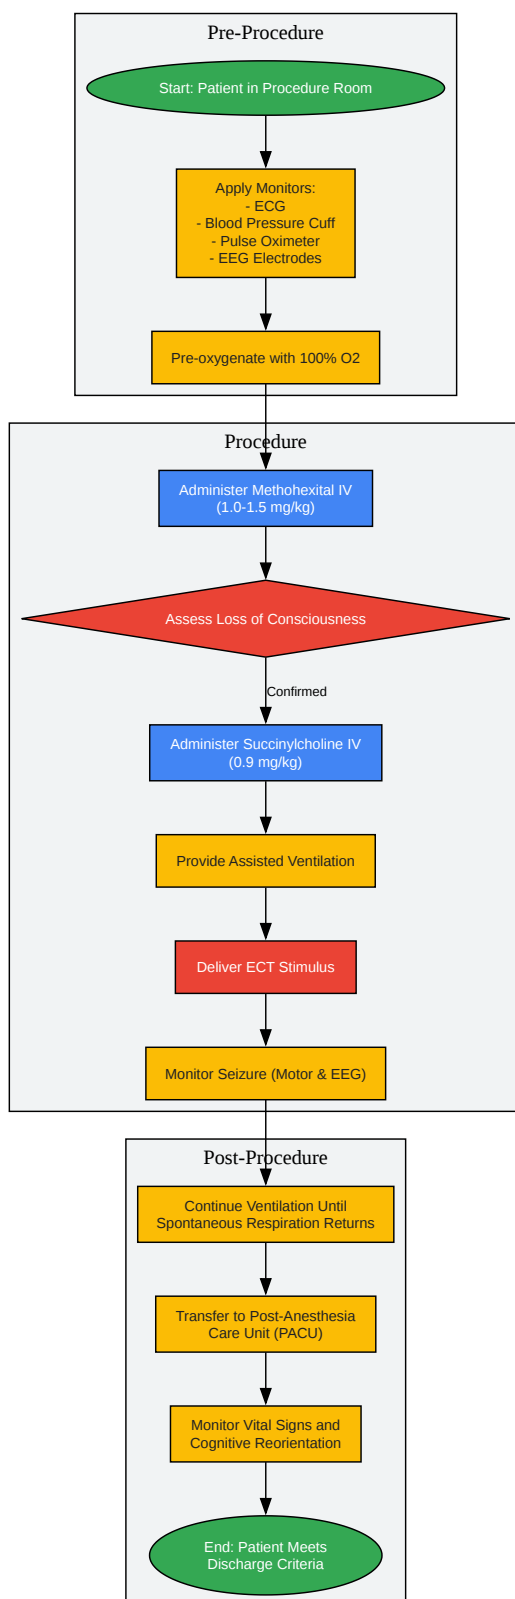 Pre-Procedure
Start: Patient in Procedure Room
Apply Monitors:
- ECG
- Blood Pressure Cuff
- Pulse Oximeter
- EEG Electrodes
Pre-oxygenate with 100% O2
Procedure
Administer Methohexital IV
(1.0-1.5 mg/kg)
Assess Loss of Consciousness
Confirmed
Administer Succinylcholine IV
(0.9 mg/kg)
Provide Assisted Ventilation
Deliver ECT Stimulus
Monitor Seizure (Motor & EEG)
Post-Procedure
Continue Ventilation Until
Spontaneous Respiration Returns
Transfer to Post-Anesthesia
Care Unit (PACU)
Monitor Vital Signs and
Cognitive Reorientation
End: Patient Meets
Discharge Criteria